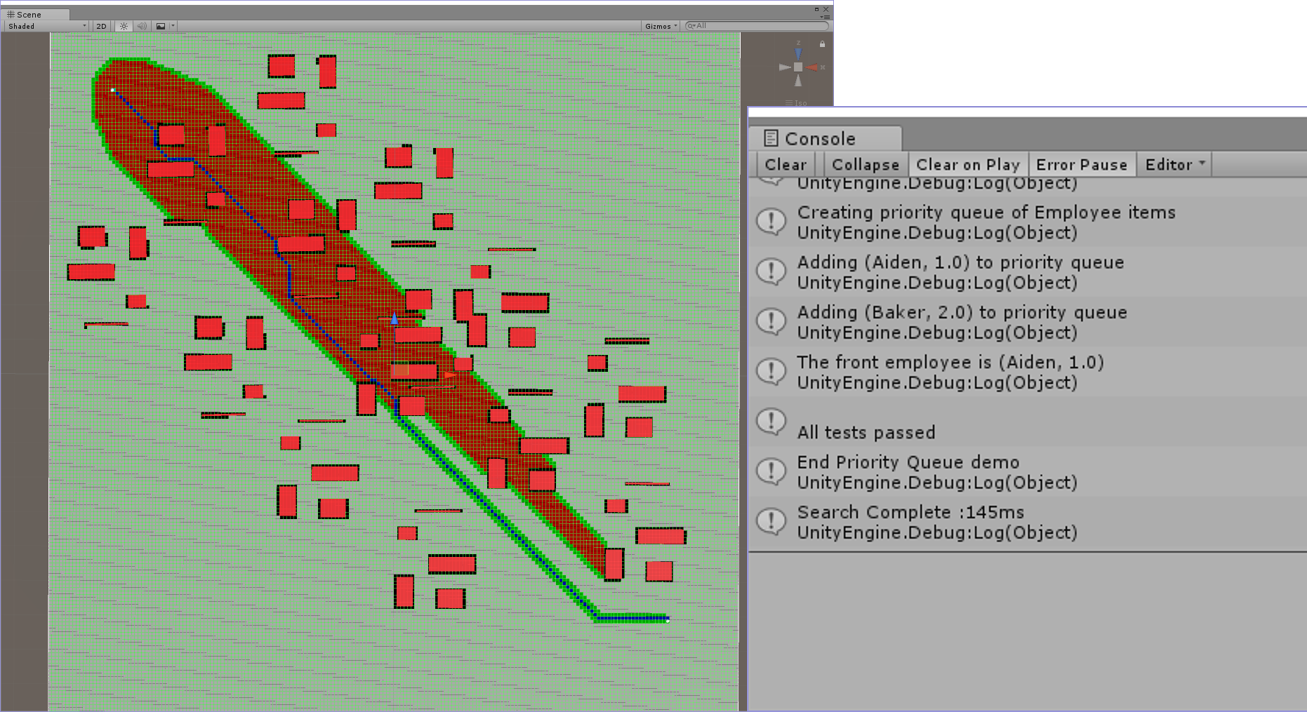 Scene
Shaded
2D
Gizmos
All
Console
Clear
Collapse
Clear on Play
Error Pause
Editor
UnityEngine.Debug:Log(Object)
Creating priority queue of Employee items
UnityEngine.Debug:Log(Object)
Adding (Aiden, 1.0) to priority queue
UnityEngine.Debug:Log(Object)
Adding (Baker, 2.0) to priority queue
UnityEngine.Debug:Log(Object)
The front employee is (Aiden, 1.0)
UnityEngine.Debug:Log(Object)
All tests passed
End Priority Queue demo
UnityEngine.Debug:Log(Object)
Search Complete :145ms
UnityEngine.Debug:Log(Object)